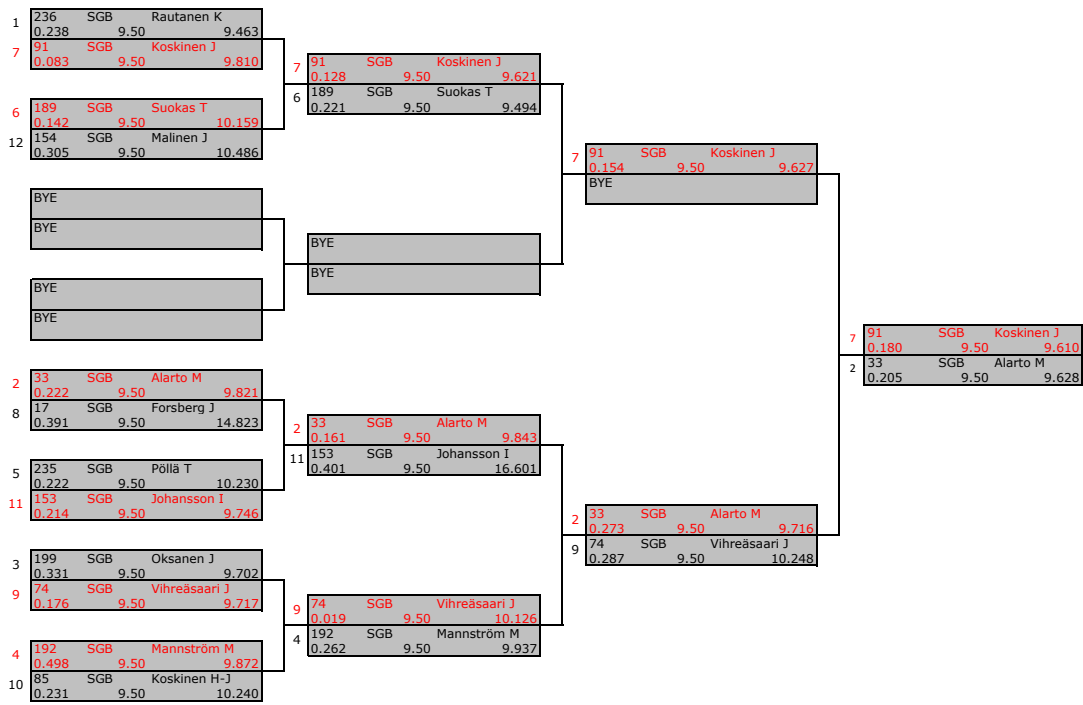 1 236 SGB Rautanen K
0.238 9.50 9.463
7 91 SGB Koskinen J
0.083 9.50 9.810
6 189 SGB Suokas T
0.142 9.50 10.159
12 154 SGB Malinen J
0.305 9.50 10.486
BYE
BYE
BYE
BYE
2 33 SGB Alarto M
0.222 9.50 9.821
8 17 SGB Forsberg J
0.391 9.50 14.823
5 235 SGB Pöllä T
0.222 9.50 10.230
11 153 SGB Johansson I
0.214 9.50 9.746
3 199 SGB Oksanen J
0.331 9.50 9.702
9 74 SGB Vihreäsaari J
0.176 9.50 9.717
4 192 SGB Mannström M
0.498 9.50 9.872
10 85 SGB Koskinen H-J
0.231 9.50 10.240
7 91 SGB Koskinen J
0.128 9.50 9.621
6 189 SGB Suokas T
0.221 9.50 9.494
BYE
BYE
2 33 SGB Alarto M
0.161 9.50 9.843
11 153 SGB Johansson I
0.401 9.50 16.601
9 74 SGB Vihreäsaari J
0.019 9.50 10.126
4 192 SGB Mannström M
0.262 9.50 9.937
7 91 SGB Koskinen J
0.154 9.50 9.627
BYE
2 33 SGB Alarto M
0.273 9.50 9.716
9 74 SGB Vihreäsaari J
0.287 9.50 10.248
7 91 SGB Koskinen J
0.180 9.50 9.610
2 33 SGB Alarto M
0.205 9.50 9.628